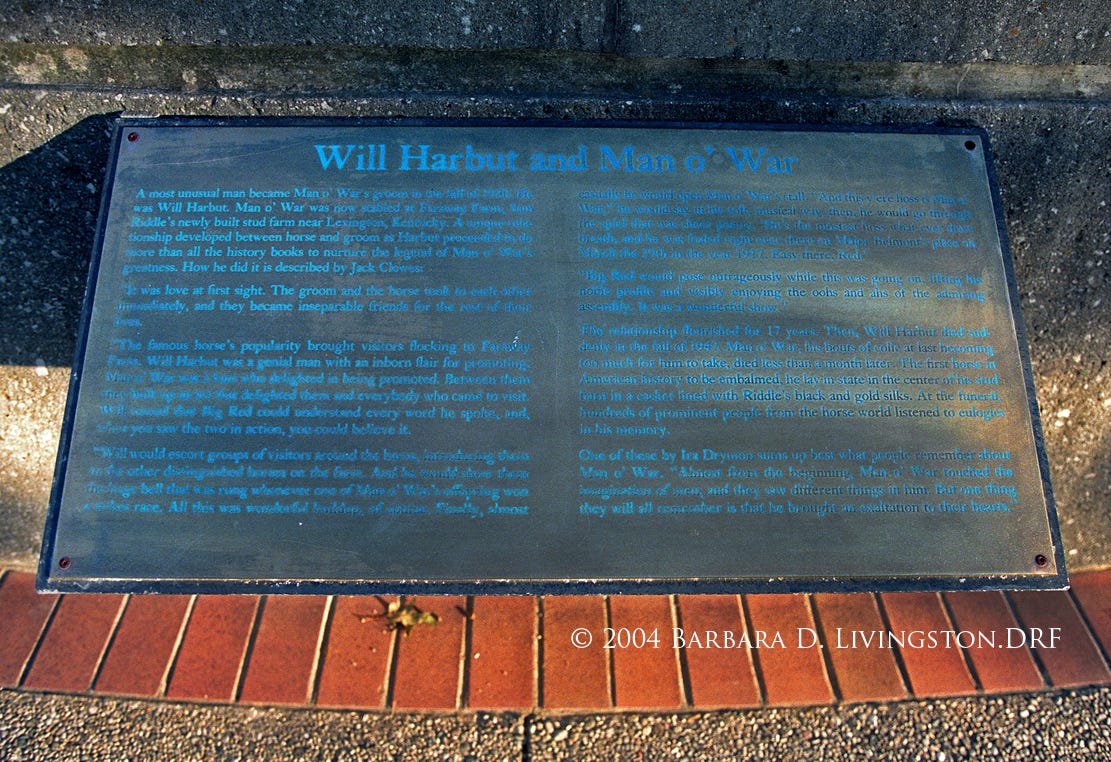 Will Harbut and Man o' War
A most unusual man became Man o' War's groom in the fall of 1930. He
was Will Harbut. Man o' War was now stabled at Faraway Farm, Sam
Riddle's newly built stud farm near Lexington, Kentucky. A unique rela-
tionship developed between horse and groom as Harbut proceeded to do
more than all the history books to nurture the legend of Man o' War's
greatness. How he did it is described by Jack Clowes:
"It was love at first sight. The groom and the horse took to each other
immediately, and they became inseparable friends for the rest of their
lives.
"The famous horse's popularity brought visitors flocking to Faraway
Farm. Will Harbut was a genial man with an inborn flair for promoting.
Man o' War was a ham who delighted in being promoted. Between them
they built up an act that delighted them and everybody who came to visit.
Will vowed that Big Red could understand every word he spoke, and,
when you saw the two in action, you could believe it.
"Will would escort groups of visitors around the barns, introducing them
to the other distinguished horses on the farm. And he would show them
the huge bell that was rung whenever one of Man o' War's offspring won
a stakes race. All this was wonderful buildup, of course. Finally, almost
casually, he would open Man o' War's stall. 'And this y'ere hoss is Man o'
War,' he would say in his soft, musical way, then, he would go through
the spiel that was sheer poetry. 'He's the mostest hoss what ever drew
breath, and he was foaled right over there on Major Belmont's place on
March the 29th in the year 1917. Easy there, Red.'
"Big Red would pose outrageously while this was going on, lifting his
noble profile and visibly enjoying the oohs and ahs of the admiring
assembly. It was a wonderful show."
The relationship flourished for 17 years. Then, Will Harbut died sud-
denly in the fall of 1947. Man o' War, his bouts of colic at last becoming
too much for him to take, died less than a month later. The first horse in
American history to be embalmed, he lay in state in the center of his stud
barn in a casket lined with Riddle's black and gold silks. At the funeral,
hundreds of prominent people from the horse world listened to eulogies
in his memory.
One of these by Ira Drymon sums up best what people remember about
Man o' War. "Almost from the beginning, Man o' War touched the
imagination of men, and they saw different things in him. But one thing
they will all remember is that he brought an exaltation to their hearts."
© 2004 Barbara D. Livingston.DRF